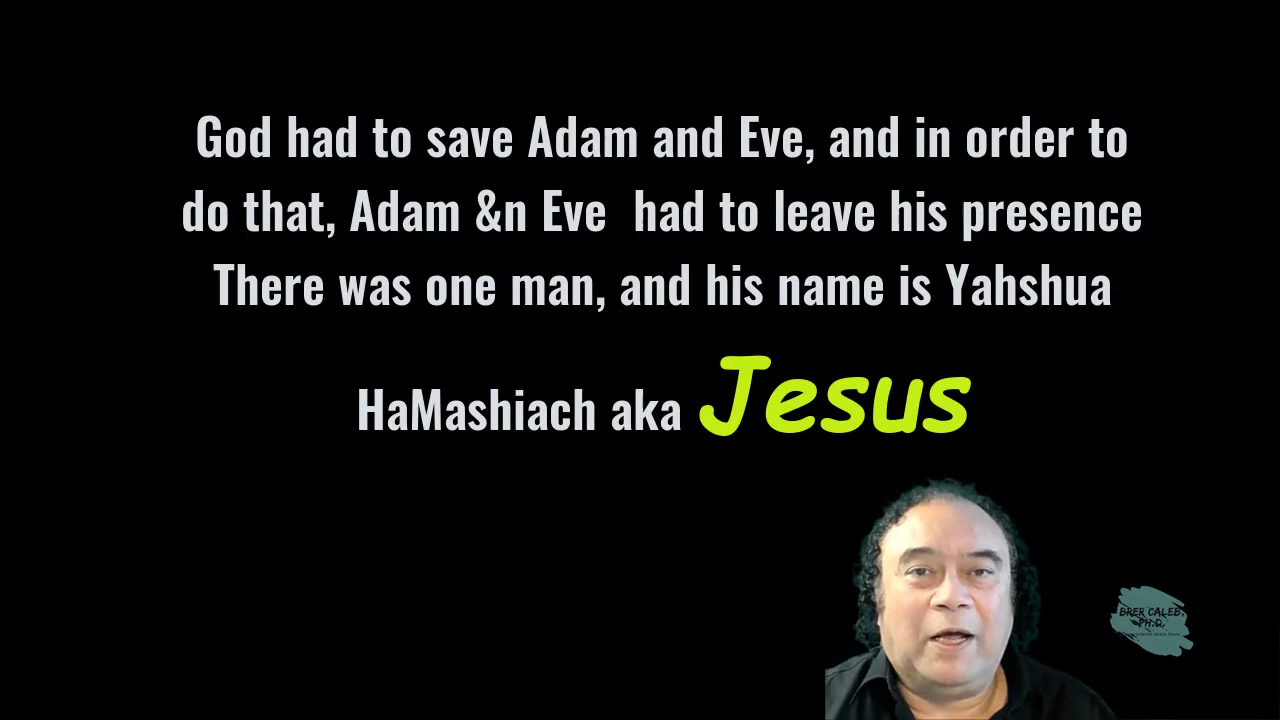 God had to save Adam and Eve, and in order to
do that, Adam &n Eve  had to leave his presence
There was one man, and his name is Yahshua
HaMashiach aka Jesus
BRER CALEB,
PH.D.